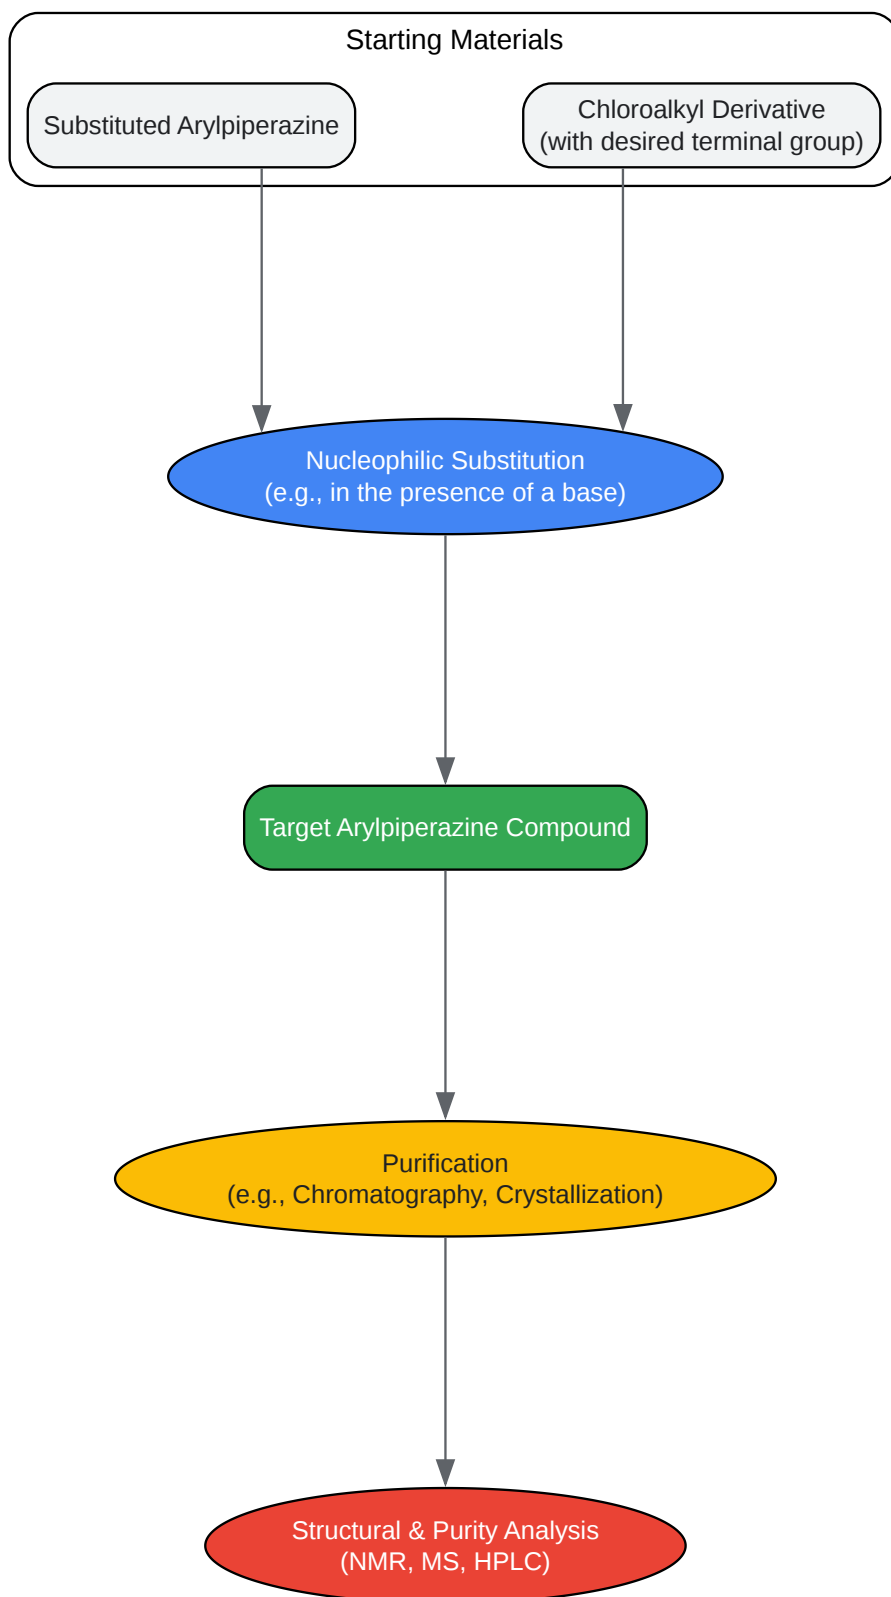 Starting Materials
Substituted Arylpiperazine
Chloroalkyl Derivative
(with desired terminal group)
Nucleophilic Substitution
(e.g., in the presence of a base)
Target Arylpiperazine Compound
Purification
(e.g., Chromatography, Crystallization)
Structural & Purity Analysis
(NMR, MS, HPLC)